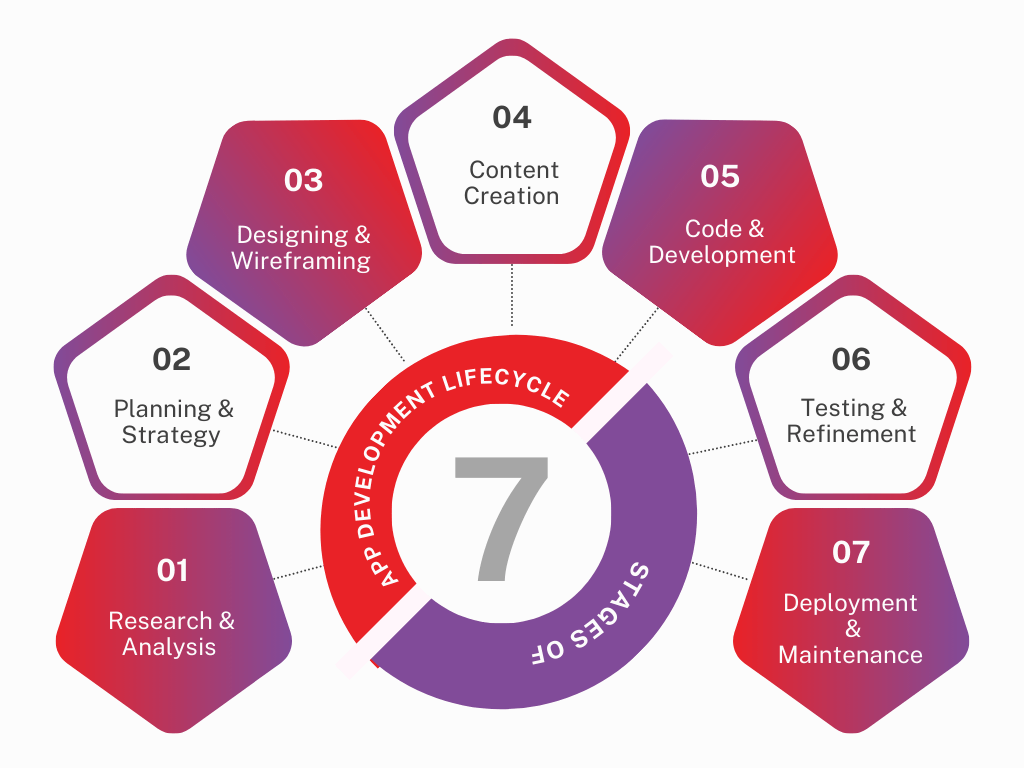 04
Content
Creation
03
Designing &
Wireframing
05
Code &
Development
02
Planning &
Strategy
06
Testing &
Refinement
01
Research &
Analysis
07
Deployment
&
Maintenance
7
STAGES OF
APP DEVELOPMENT LIFECYCLE